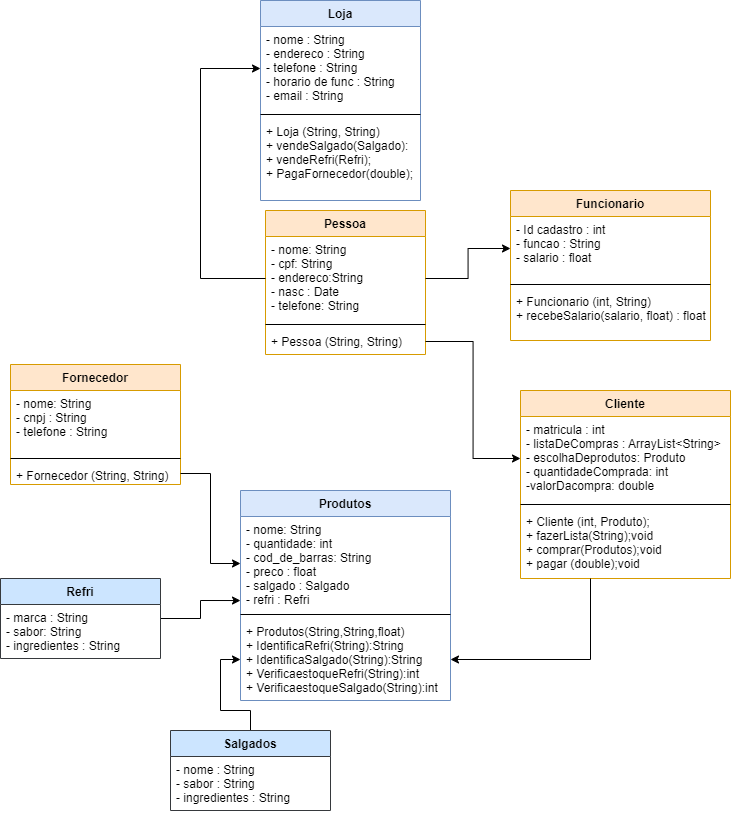 Loja
- nome : String
- endereco : String
- telefone : String
- horario de func : String
- email : String
+ Loja (String, String)
+ vendeSalgado(Salgado):
+ vendeRefri(Refri);
+ PagaFornecedor(double);
Pessoa
- nome: String
- cpf: String
- endereco:String
- nasc : Date
- telefone: String
+ Pessoa (String, String)
Funcionario
- Id cadastro : int
- funcao : String
- salario : float
+ Funcionario (int, String)
+ recebeSalario(salario, float) : float
Fornecedor
- nome: String
- cnpj : String
- telefone : String
+ Fornecedor (String, String)
Cliente
- matricula : int
- listaDeCompras : ArrayList<String>
- escolhaDeprodutos: Produto
- quantidadeComprada: int
-valorDacompra: double
+ Cliente (int, Produto);
+ fazerLista(String);void
+ comprar(Produtos);void
+ pagar (double);void
Produtos
- nome: String
- quantidade: int
- cod_de_barras: String
- preco : float
- salgado : Salgado
- refri : Refri
+ Produtos(String,String,float)
+ IdentificaRefri(String):String
+ IdentificaSalgado(String):String
+ VerificaestoqueRefri(String):int
+ VerificaestoqueSalgado(String):int
Refri
- marca : String
- sabor: String
- ingredientes : String
Salgados
- nome : String
- sabor : String
- ingredientes : String